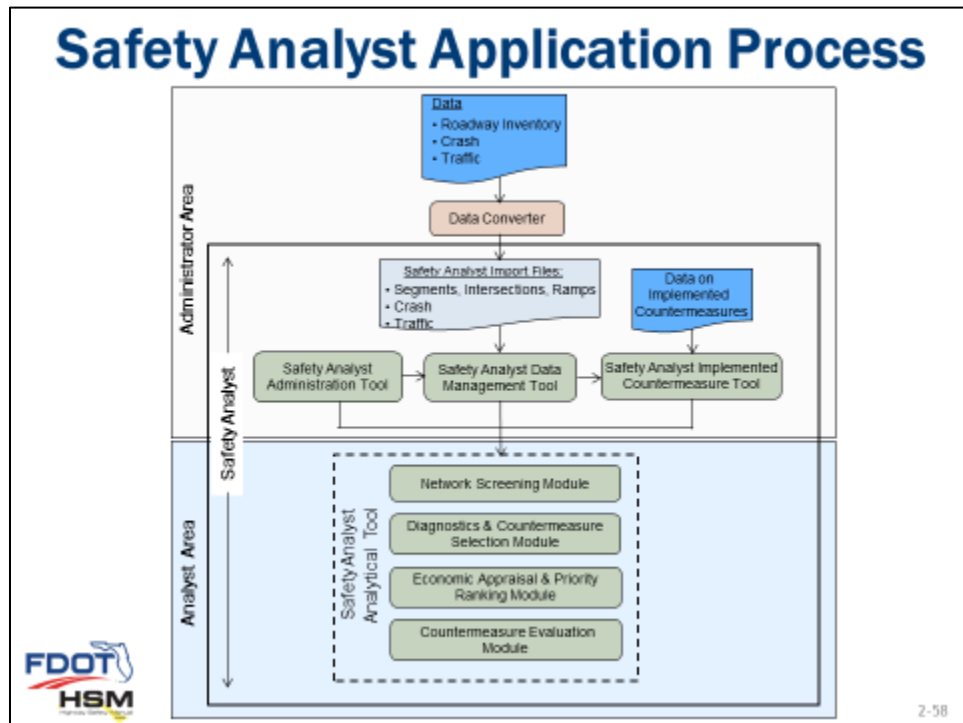 Safety Analyst Application Process
Data
• Roadway Inventory
• Crash
• Traffic
Data Converter
Administrator Area
Safety Analyst
Safety Analyst Import Files:
• Segments, Intersections, Ramps
• Crash
• Traffic
Data on
Implemented
Countermeasures
Safety Analyst
Administration Tool
Safety Analyst Data
Management Tool
Safety Analyst Implemented
Countermeasure Tool
Analyst Area
Safety Analyst
Analytical Tool
Network Screening Module
Diagnostics & Countermeasure
Selection Module
Economic Appraisal & Priority
Ranking Module
Countermeasure Evaluation
Module
FDOT
HSM
Highway Safety Manual
2-58